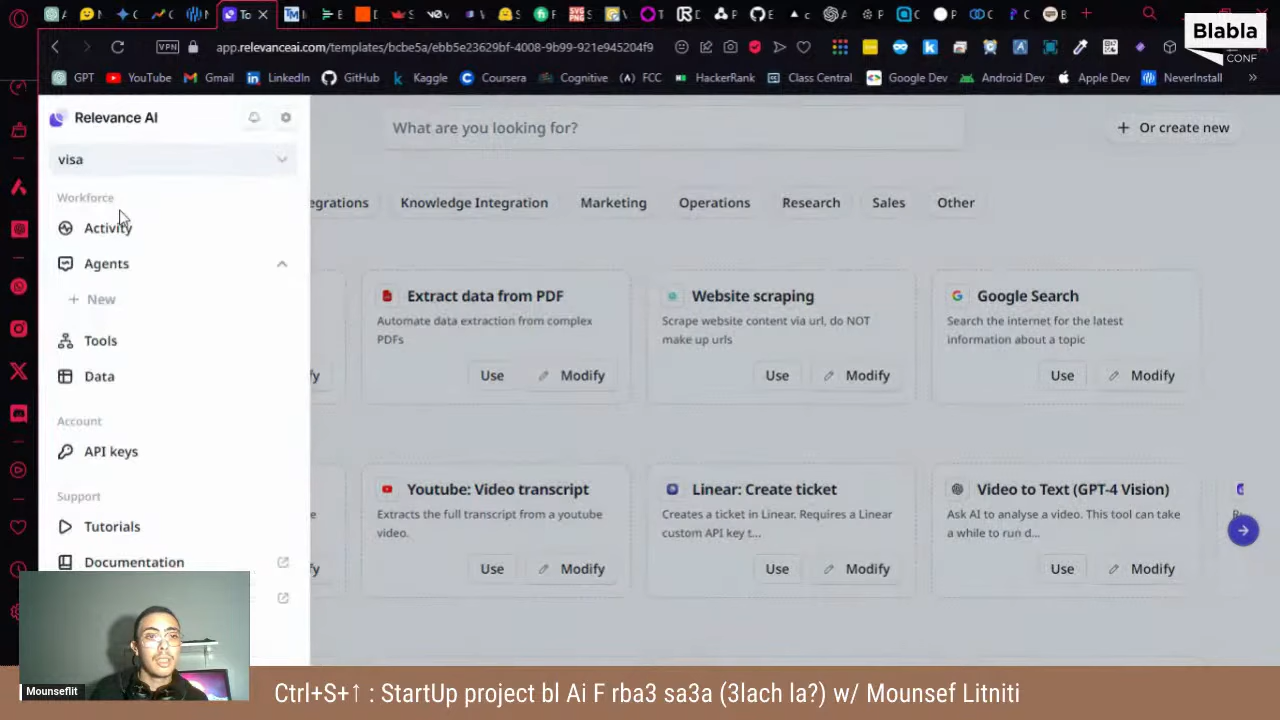 To
Blabla
CONF
VPN
app.relevanceai.com/templates/bcbe5a/ebb5e23629bf-4008-9b99-921e945204f9
GPT YouTube Gmail LinkedIn GitHub Kaggle Coursera Cognitive (∧) FCC HackerRank Class Central Google Dev Android Dev Apple Dev NeverInstall »
Relevance AI
visa
Workforce
Activity
Agents
+ New
Tools
Data
Account
API keys
Support
Tutorials
Documentation
What are you looking for?
+ Or create new
egrations Knowledge Integration Marketing Operations Research Sales Other
Extract data from PDF
Automate data extraction from complex
PDFs
Use Modify
Website scraping
Scrape website content via url, do NOT
make up urls
Use Modify
Google Search
Search the internet for the latest
information about a topic
Use Modify
Youtube: Video transcript
Extracts the full transcript from a youtube
video.
Use Modify
Linear: Create ticket
Creates a ticket in Linear. Requires a Linear
custom API key t...
Use Modify
Video to Text (GPT-4 Vision)
Ask AI to analyse a video. This tool can take
a while to run d...
Use Modify
Mounseflit
Ctrl+S+↑ : StartUp project bl Ai F rba3 sa3a (3lach la?) w/ Mounsef Litniti